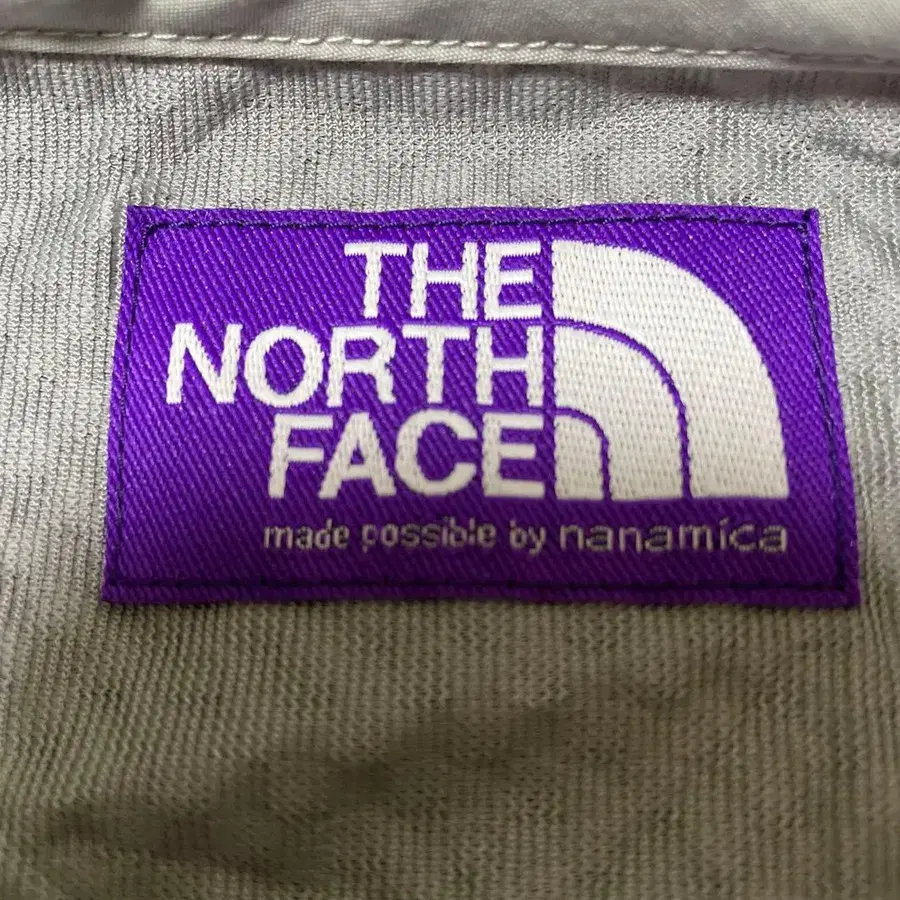 THE
NORTH
FACE
made possible by nanamica